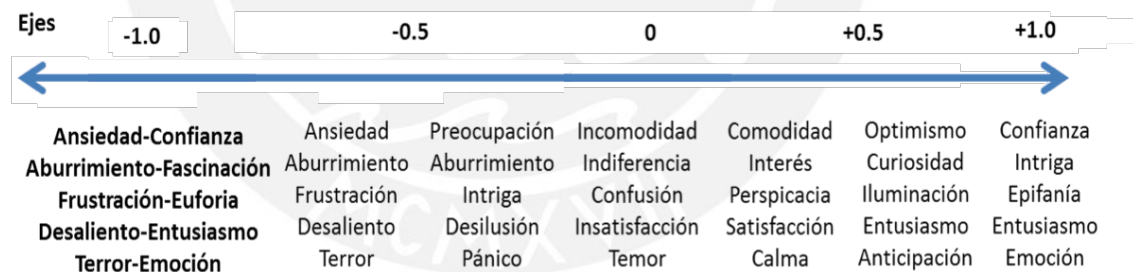 Ejes -1.0 -0.5 0 +0.5 +1.0
Ansiedad-Confianza Ansiedad Preocupación Incomodidad Comodidad Optimismo Confianza
Aburrimiento-Fascinación Aburrimiento Aburrimiento Indiferencia Interés Curiosidad Intriga
Frustración-Euforia Frustración Intriga Confusión Perspicacia Iluminación Epifanía
Desaliento-Entusiasmo Desaliento Desilusión Insatisfacción Satisfacción Entusiasmo Entusiasmo
Terror-Emoción Terror Pánico Temor Calma Anticipación Emoción